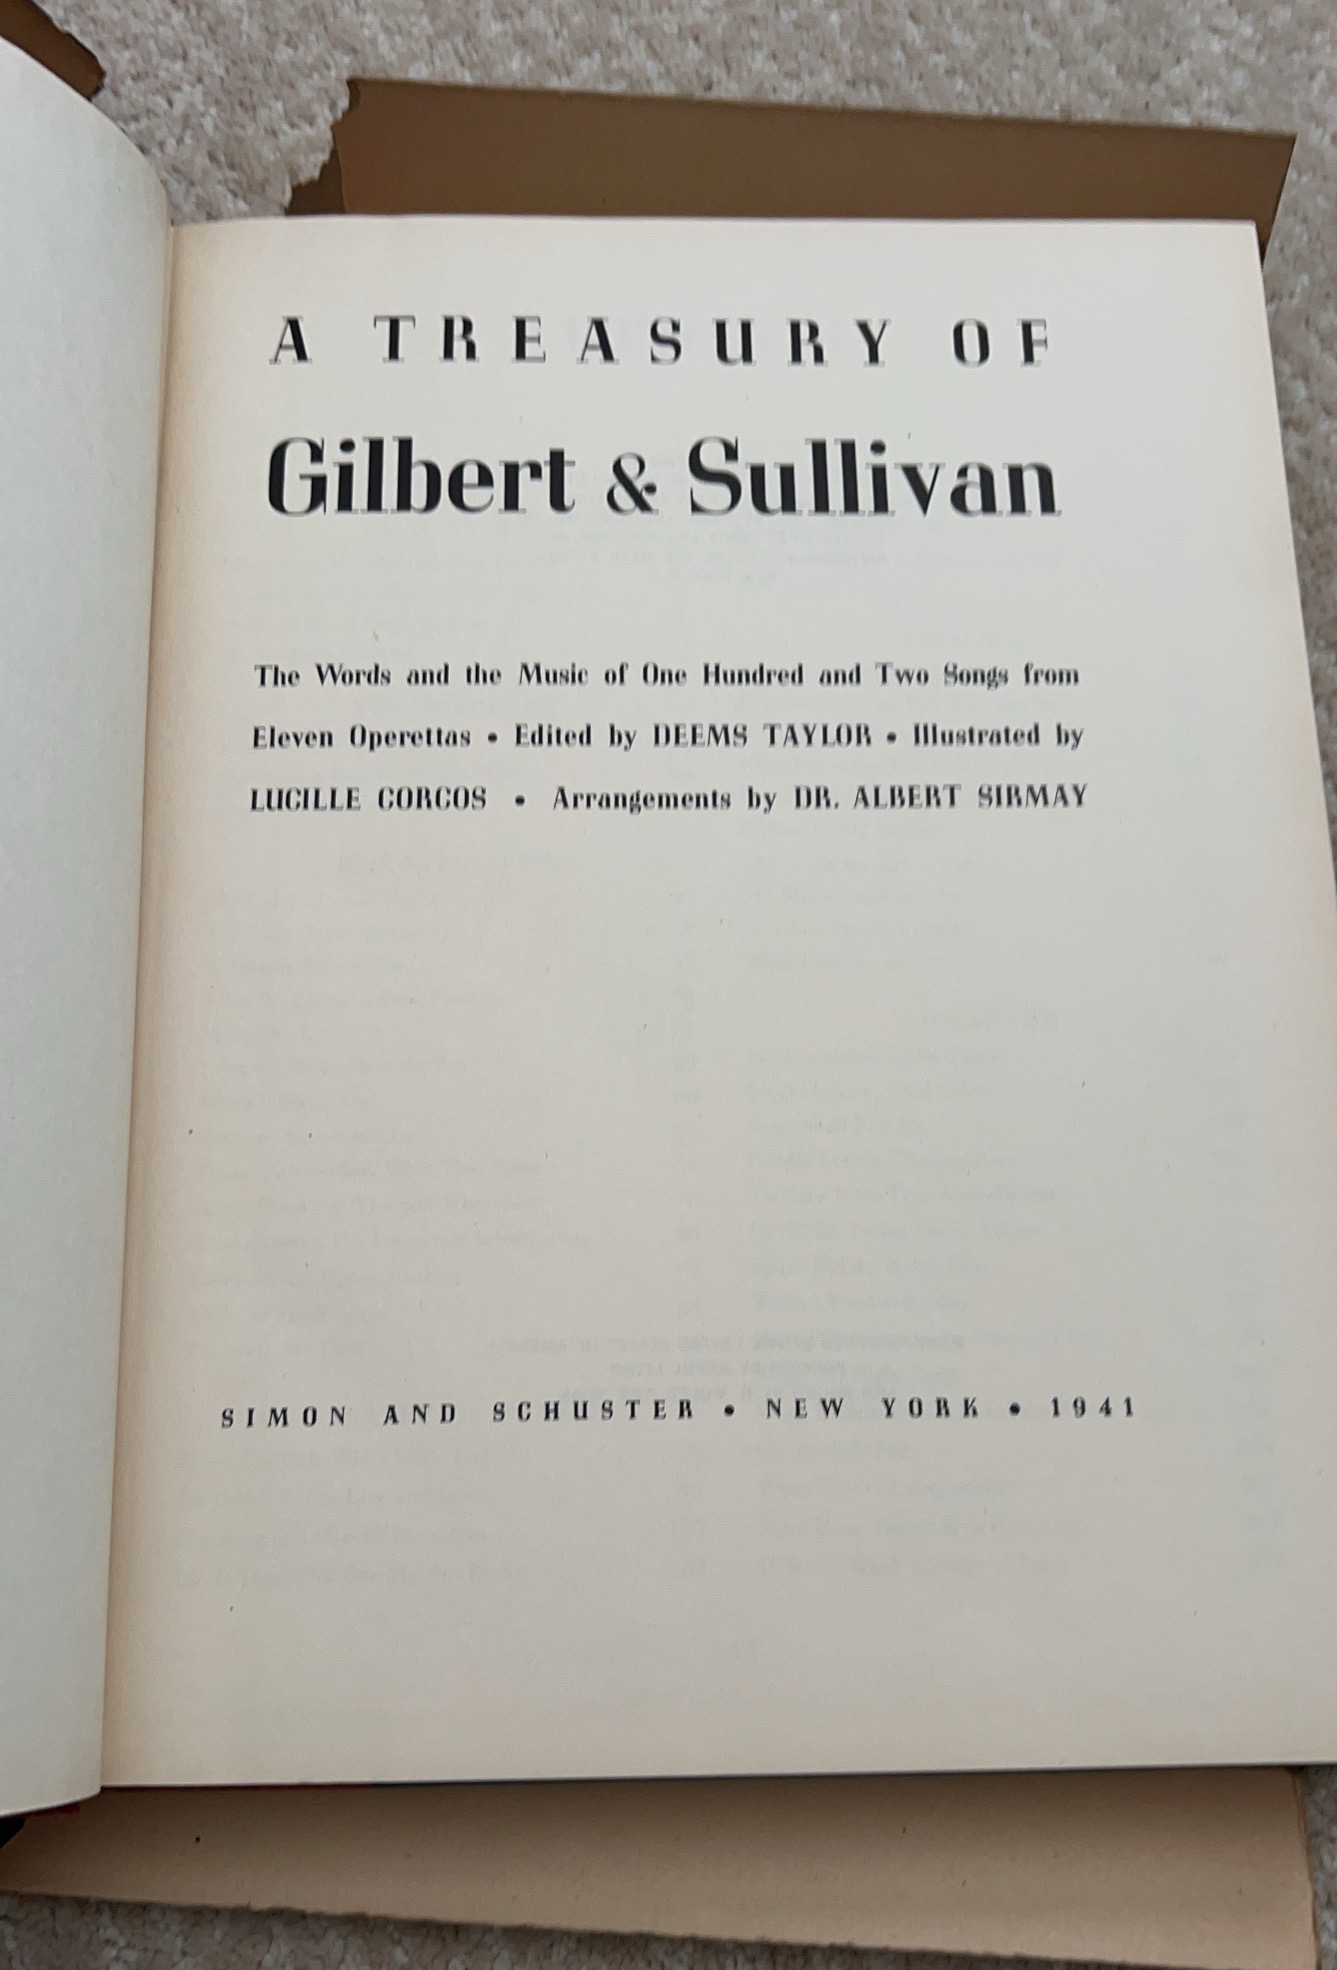 A TREASURY OF
Gilbert & Sullivan
The Words and the Music of One Hundred and Two Songs from
Eleven Operettas • Edited by DEEMS TAYLOR • Illustrated by
LUCILLE CORCOS • Arrangements by DR. ALBERT SIRMAY
SIMON AND SCHUSTER • NEW YORK • 1941